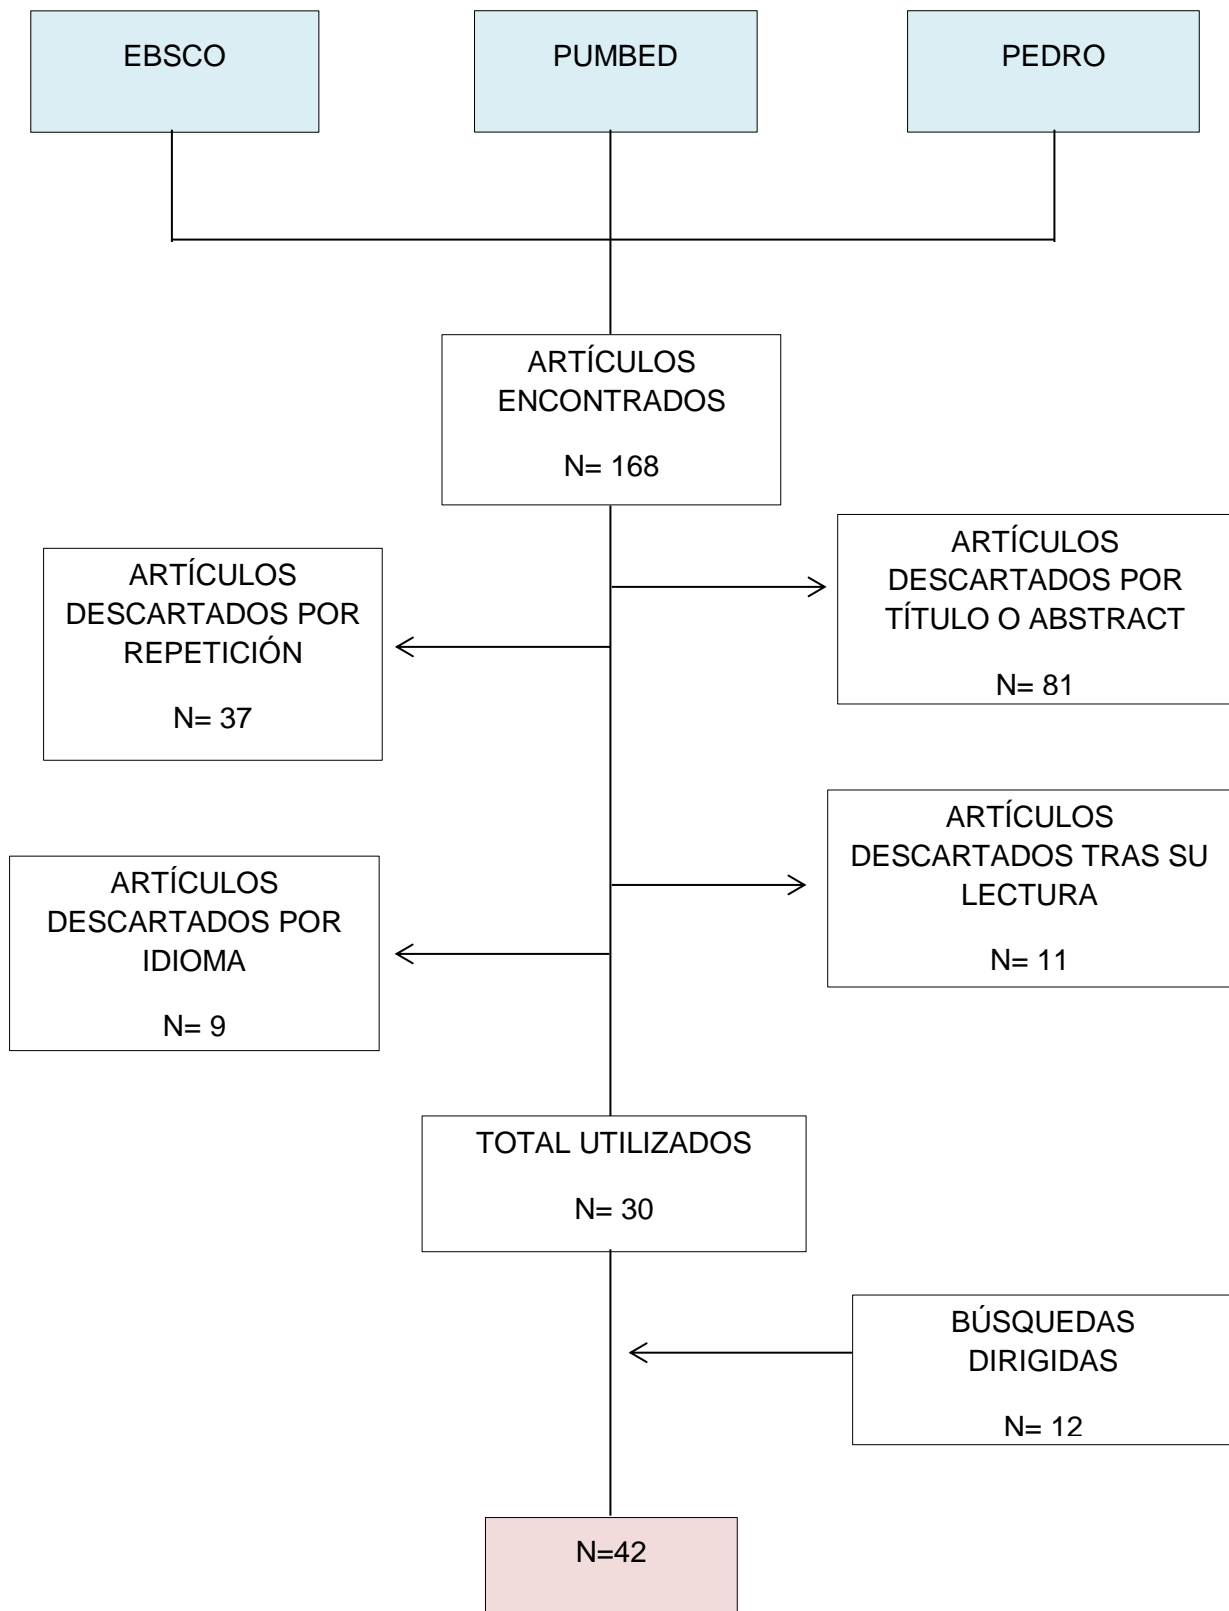 EBSCO
PUMBED
PEDRO
ARTÍCULOS
ENCONTRADOS
N= 168
ARTÍCULOS
DESCARTADOS POR
TÍTULO O ABSTRACT
N= 81
ARTÍCULOS
DESCARTADOS POR
REPETICIÓN
N= 37
ARTÍCULOS
DESCARTADOS TRAS SU
LECTURA
N= 11
ARTÍCULOS
DESCARTADOS POR
IDIOMA
N= 9
TOTAL UTILIZADOS
N= 30
BÚSQUEDAS
DIRIGIDAS
N= 12
N=42